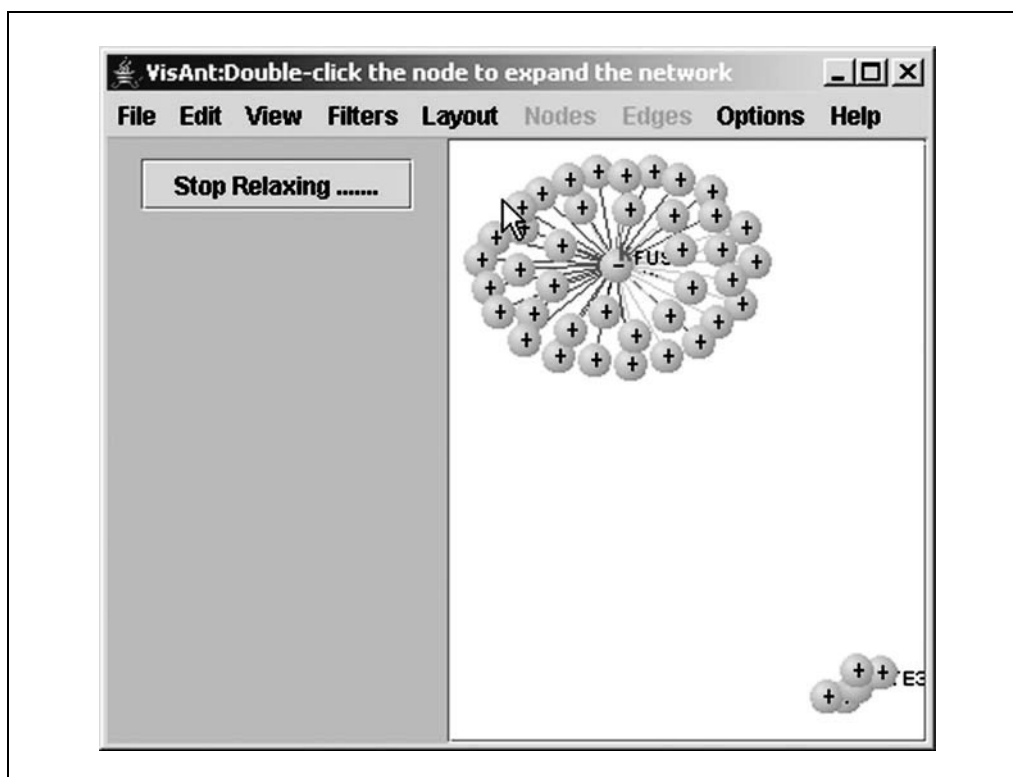 VisAnt:Double-click the node to expand the network
File Edit View Filters Layout Nodes Edges Options Help
Stop Relaxing .......